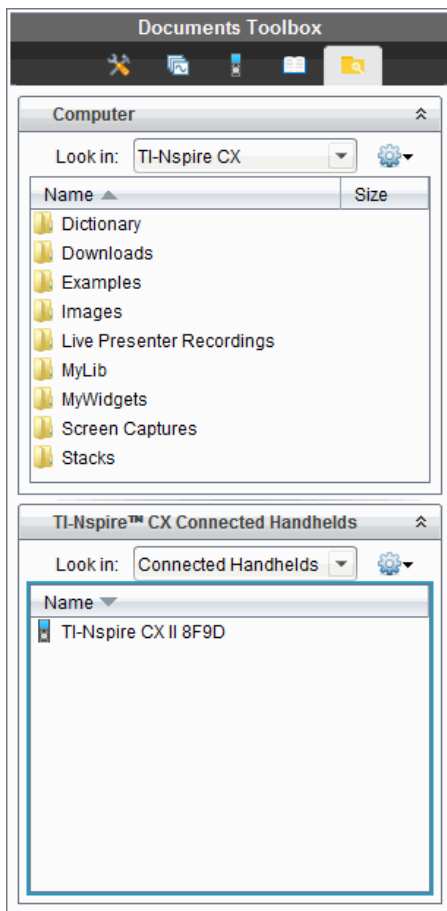 Documents Toolbox
Computer
Look in: TI-Nspire CX
Name Size
Dictionary
Downloads
Examples
Images
Live Presenter Recordings
MyLib
MyWidgets
Screen Captures
Stacks
TI-Nspire™ CX Connected Handhelds
Look in: Connected Handhelds
Name
TI-Nspire CX II 8F9D